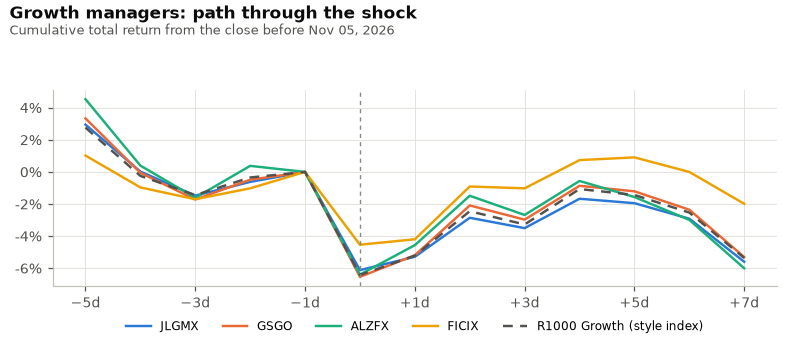 Growth managers: path through the shock
Cumulative total return from the close before Nov 05, 2026
4%
2%
0%
-2%
-4%
-6%
−5d
−3d
−1d
+1d
+3d
+5d
+7d
JLGMX
GSGO
ALZFX
FICIX
R1000 Growth (style index)